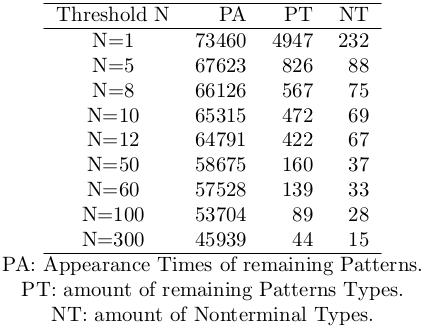 Threshold N PA PT NT
N=1 73460 4947 232
N=5 67623 826 88
N=8 66126 567 75
N=10 65315 472 69
N=12 64791 422 67
N=50 58675 160 37
N=60 57528 139 33
N=100 53704 89 28
N=300 45939 44 15
PA: Appearance Times of remaining Patterns.
PT: amount of remaining Patterns Types.
NT: amount of Nonterminal Types.